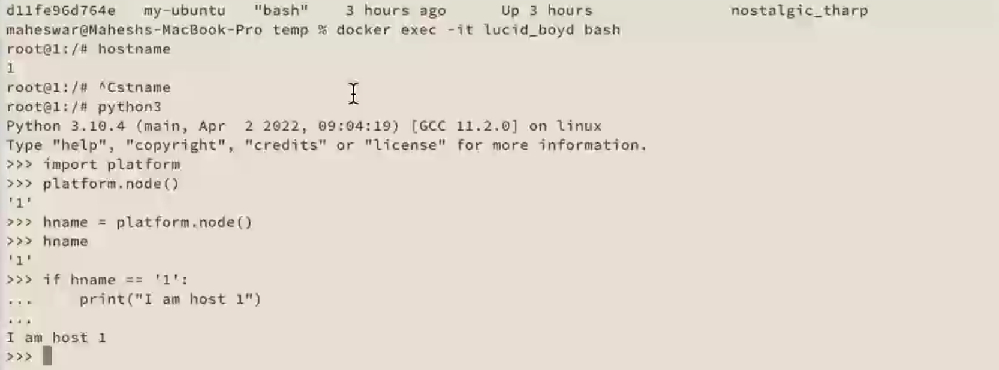 d11fe96d764e my-ubuntu "bash" 3 hours ago Up 3 hours nostalgic_tharp
maheswar@Maheshs-MacBook-Pro temp % docker exec -it lucid_boyd bash
root@1:/# hostname
1
root@1:/# ^Cstname
root@1:/# python3
Python 3.10.4 (main, Apr  2 2022, 09:04:19) [GCC 11.2.0] on linux
Type "help", "copyright", "credits" or "license" for more information.
>>> import platform
>>> platform.node()
'1'
>>> hname = platform.node()
>>> hname
'1'
>>> if hname == '1':
...     print("I am host 1")
...
I am host 1
>>>